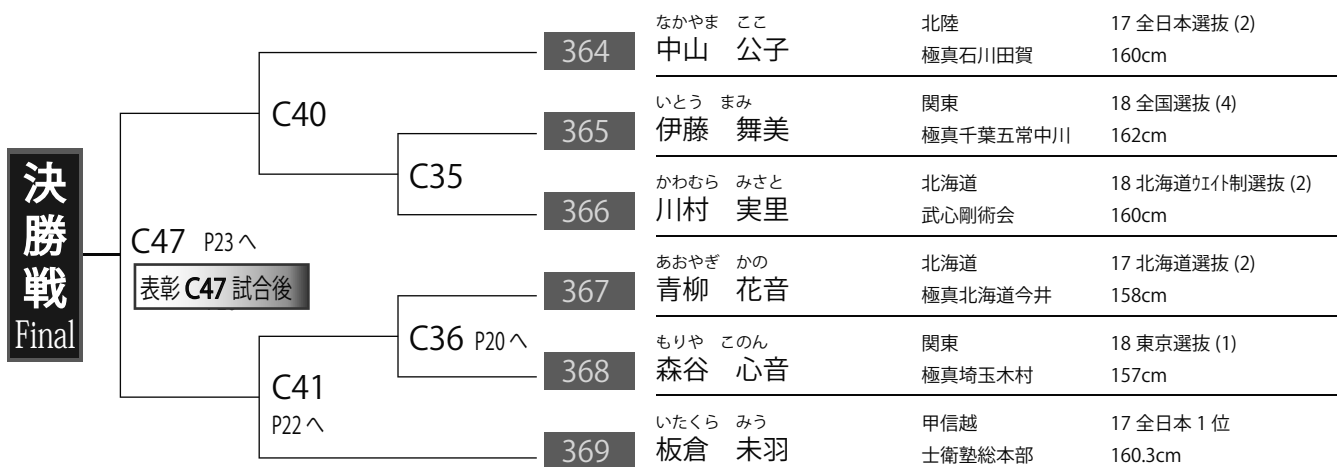 決勝戦
Final
C47 P23 へ
表彰 C47 試合後
C40
C35
C36 P20 へ
C41
P22 へ
364
なかやま ここ
中山 公子
北陸
極真石川田賀
17 全日本選抜 (2)
160cm
365
いとう まみ
伊藤 舞美
関東
極真千葉五常中川
18 全国選抜 (4)
162cm
366
かわむら みさと
川村 実里
北海道
武心剛術会
18 北海道ｳｴｲﾄ制選抜 (2)
160cm
367
あおやぎ かの
青柳 花音
北海道
極真北海道今井
17 北海道選抜 (2)
158cm
368
もりや このん
森谷 心音
関東
極真埼玉木村
18 東京選抜 (1)
157cm
369
いたくら みう
板倉 未羽
甲信越
士衛塾総本部
17 全日本 1 位
160.3cm